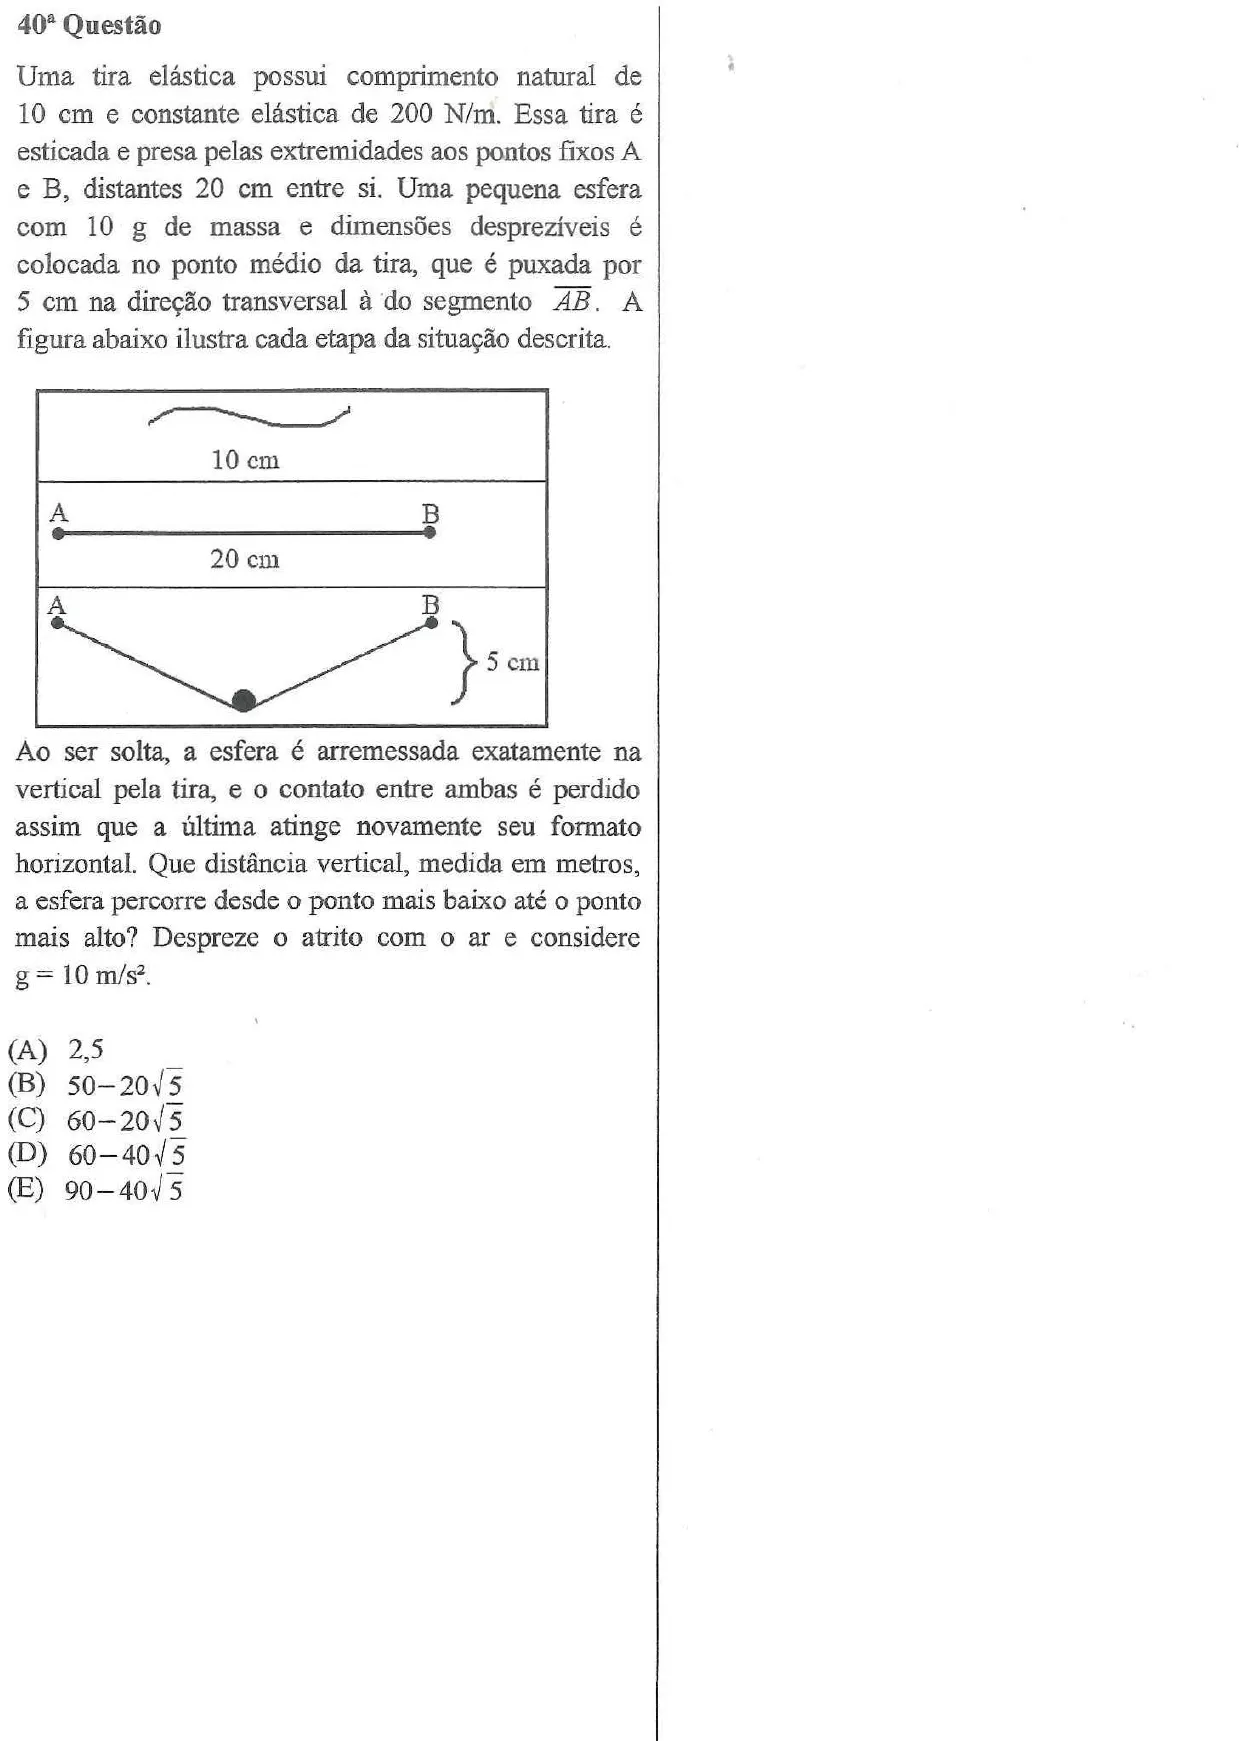 40ª Questão
Uma tira elástica possui comprimento natural de
10 cm e constante elástica de 200 N/m. Essa tira é
esticada e presa pelas extremidades aos pontos fixos A
e B, distantes 20 cm entre si. Uma pequena esfera
com 10 g de massa e dimensões desprezíveis é
colocada no ponto médio da tira, que é puxada por
5 cm na direção transversal à do segmento \overline{AB}. A
figura abaixo ilustra cada etapa da situação descrita.
10 cm
A B
20 cm
A B
5 cm
Ao ser solta, a esfera é arremessada exatamente na
vertical pela tira, e o contato entre ambas é perdido
assim que a última atinge novamente seu formato
horizontal. Que distância vertical, medida em metros,
a esfera percorre desde o ponto mais baixo até o ponto
mais alto? Despreze o atrito com o ar e considere
g = 10 m/s².
(A) 2,5
(B) 50–20√5
(C) 60–20√5
(D) 60–40√5
(E) 90–40√5